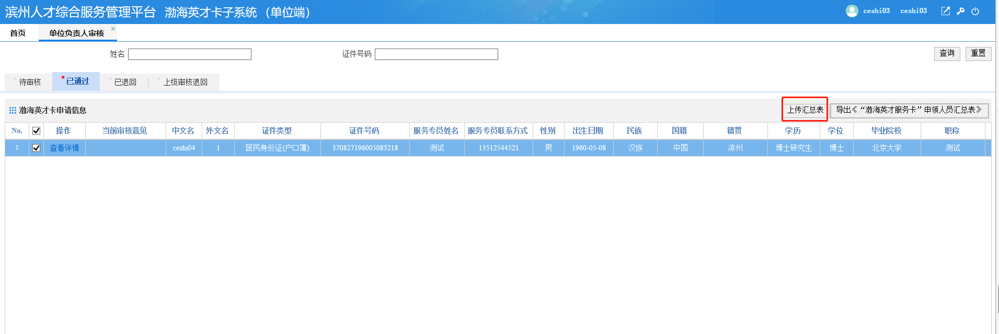 滨州人才综合服务管理平台 渤海英才卡子系统 （单位端） ceshi03 ceshi03
首页 单位负责人审核 ×
姓名 证件号码 查询 重置
*待审核 *已通过 *已退回 *上级审核退回
渤海英才卡申请信息 上传汇总表 导出《“渤海英才服务卡”申领人员汇总表》
No. 操作 当前审核意见 中文名 外文名 证件类型 证件号码 服务专员姓名 服务专员联系方式 性别 出生日期 民族 国籍 籍贯 学历 学位 毕业院校 职称
1 查看详情 ceshi04 1 居民身份证(户口簿) 370827196005083218 测试 13512544521 男 1960-05-08 汉族 中国 滨州 博士研究生 博士 北京大学 测试